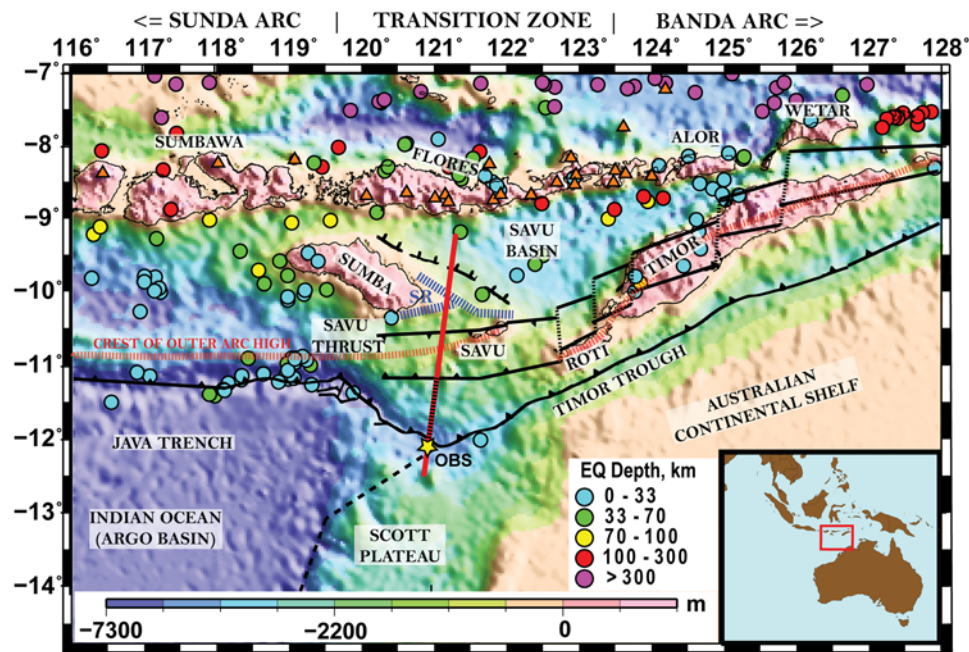 <= SUNDA ARC TRANSITION ZONE BANDA ARC =>
116° 117° 118° 119° 120° 121° 122° 123° 124° 125° 126° 127° 128°
−7°
WETAR
ALOR
SUMBAWA
−8°
FLORES
−9°
SAVU
BASIN
TIMOR
SUMBA
−10°
SR
SAVU
THRUST
CREST OF OUTER ARC HIGH
SAVU
ROTI
−11°
TIMOR TROUGH
AUSTRALIAN
CONTINENTAL SHELF
−12°
JAVA TRENCH
OBS
EQ Depth, km
0 - 33
33 - 70
70 - 100
100 - 300
> 300
−13°
INDIAN OCEAN
(ARGO BASIN)
SCOTT
PLATEAU
−14°
m
−7300 −2200 0